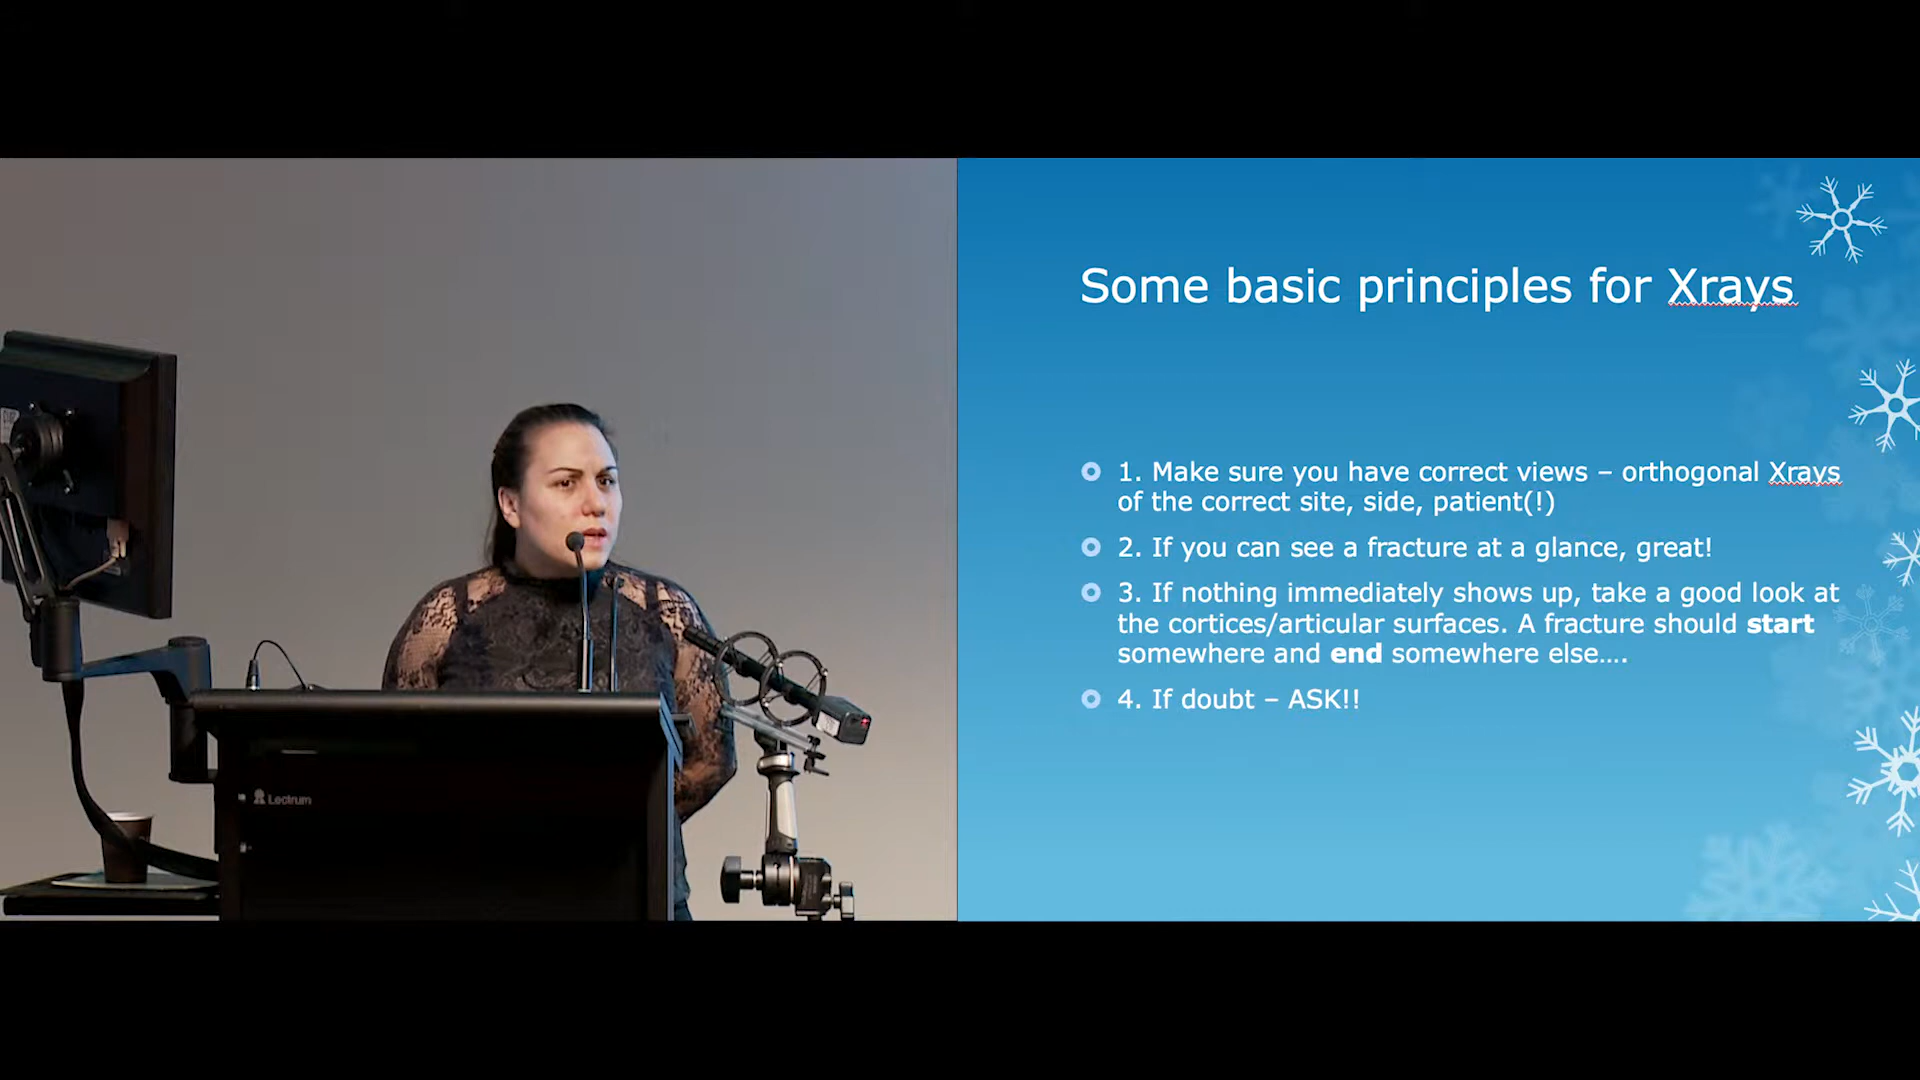 Some basic principles for Xrays
1. Make sure you have correct views – orthogonal Xrays
of the correct site, side, patient(!)
2. If you can see a fracture at a glance, great!
3. If nothing immediately shows up, take a good look at
the cortices/articular surfaces. A fracture should start
somewhere and end somewhere else....
4. If doubt – ASK!!
Lectrum